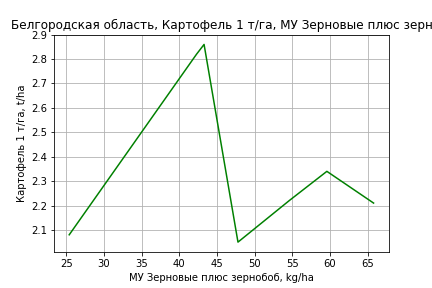 Белгородская область, Картофель 1 т/га, МУ Зерновые плюс зерн
2.9
2.8
2.7
2.6
2.5
2.4
2.3
2.2
2.1
Картофель 1 т/га, t/ha
25 30 35 40 45 50 55 60 65
МУ Зерновые плюс зернобоб, kg/ha